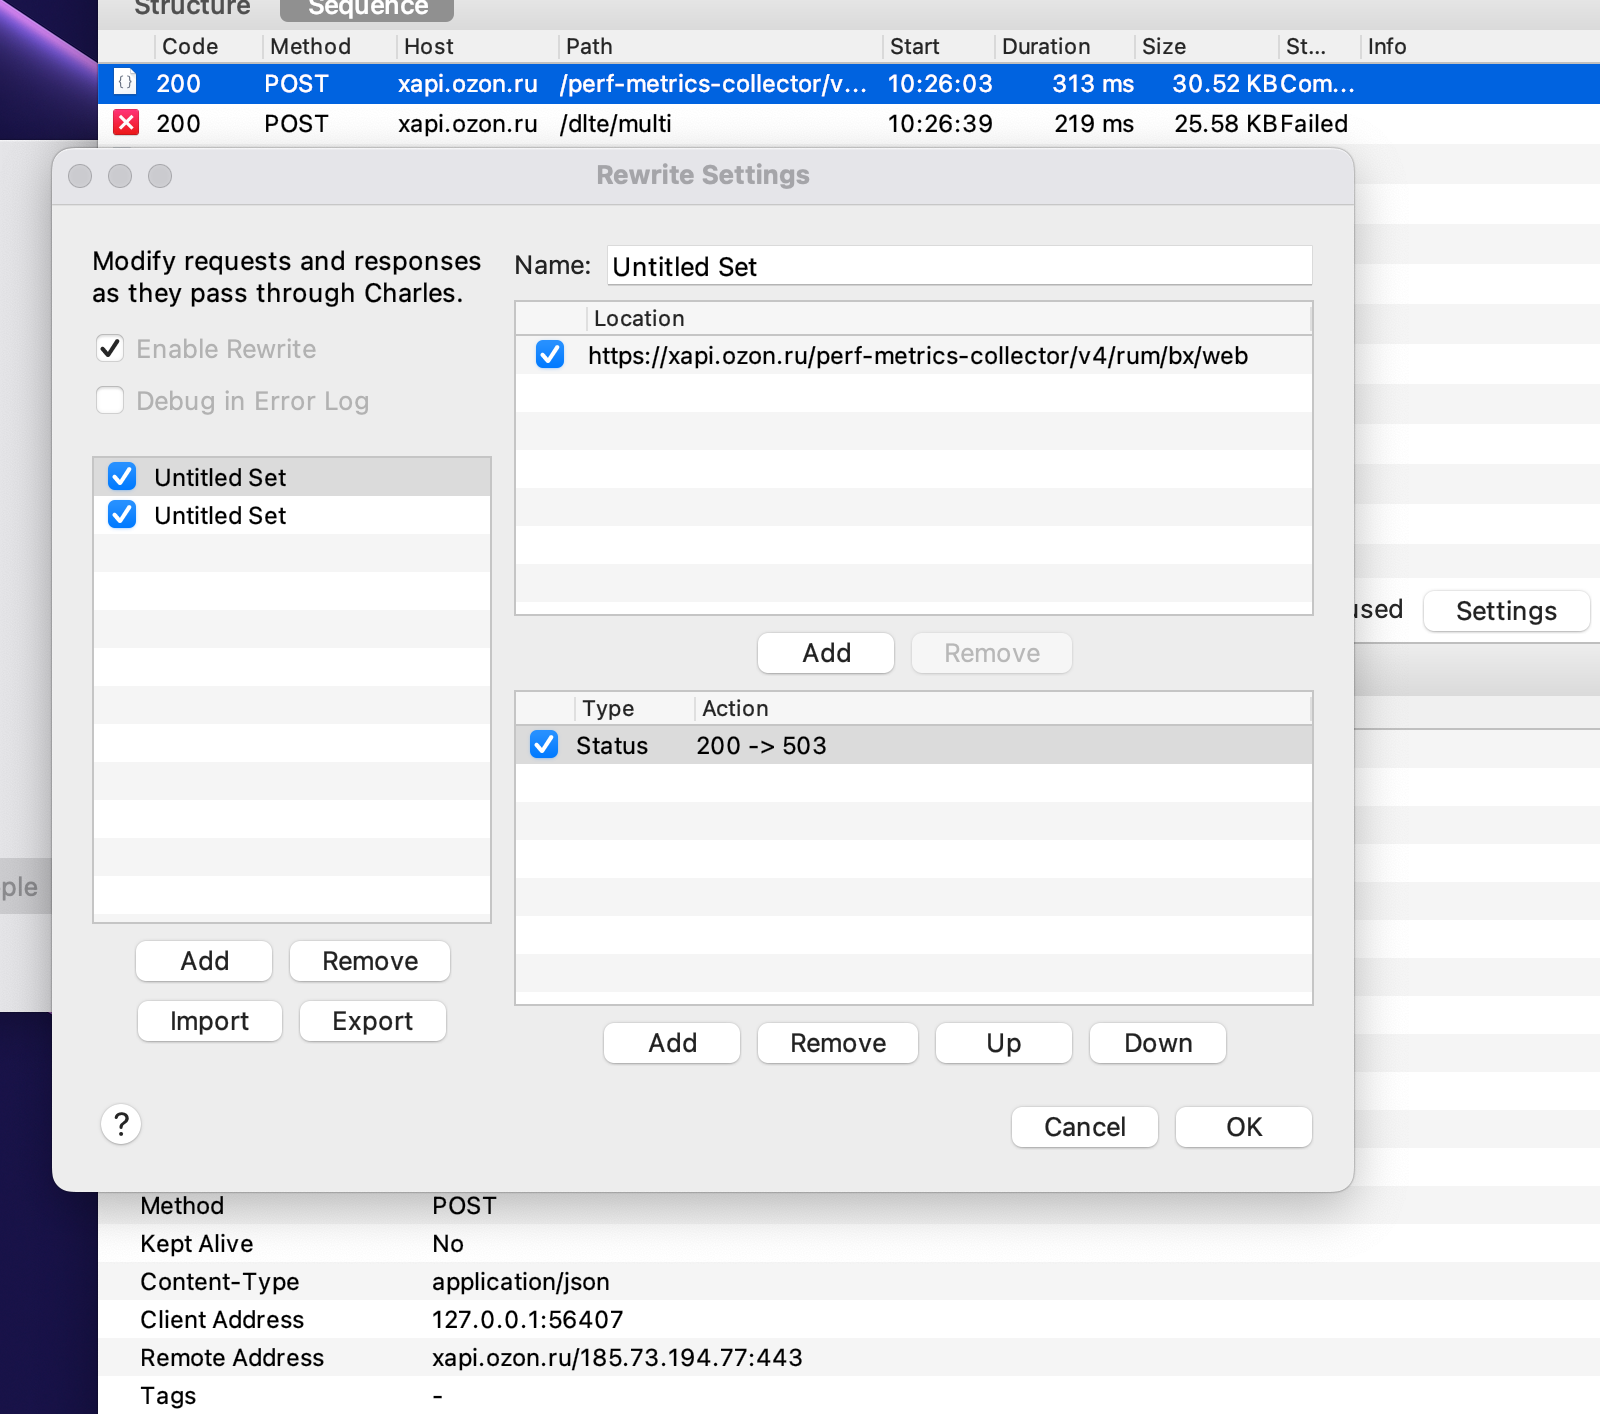 Structure Sequence
Code Method Host Path Start Duration Size St... Info
{} 200 POST xapi.ozon.ru /perf-metrics-collector/v... 10:26:03 313 ms 30.52 KB Com...
200 POST xapi.ozon.ru /dlte/multi 10:26:39 219 ms 25.58 KB Failed
Rewrite Settings
Modify requests and responses
as they pass through Charles.
Enable Rewrite
Debug in Error Log
Untitled Set
Untitled Set
Add Remove
Import Export
?
Name: Untitled Set
Location
https://xapi.ozon.ru/perf-metrics-collector/v4/rum/bx/web
Add Remove
Type Action
Status 200 -> 503
Add Remove Up Down
Cancel OK
Settings
Method POST
Kept Alive No
Content-Type application/json
Client Address 127.0.0.1:56407
Remote Address xapi.ozon.ru/185.73.194.77:443
Tags -